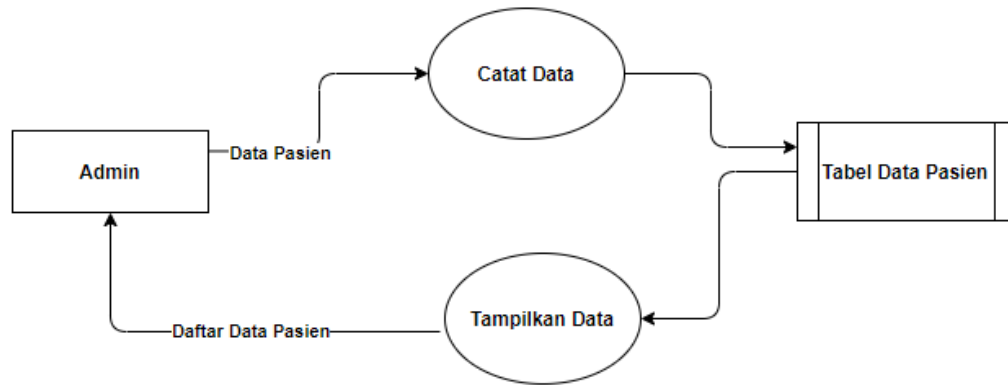 Catat Data
Data Pasien
Admin
Tabel Data Pasien
Tampilkan Data
Daftar Data Pasien